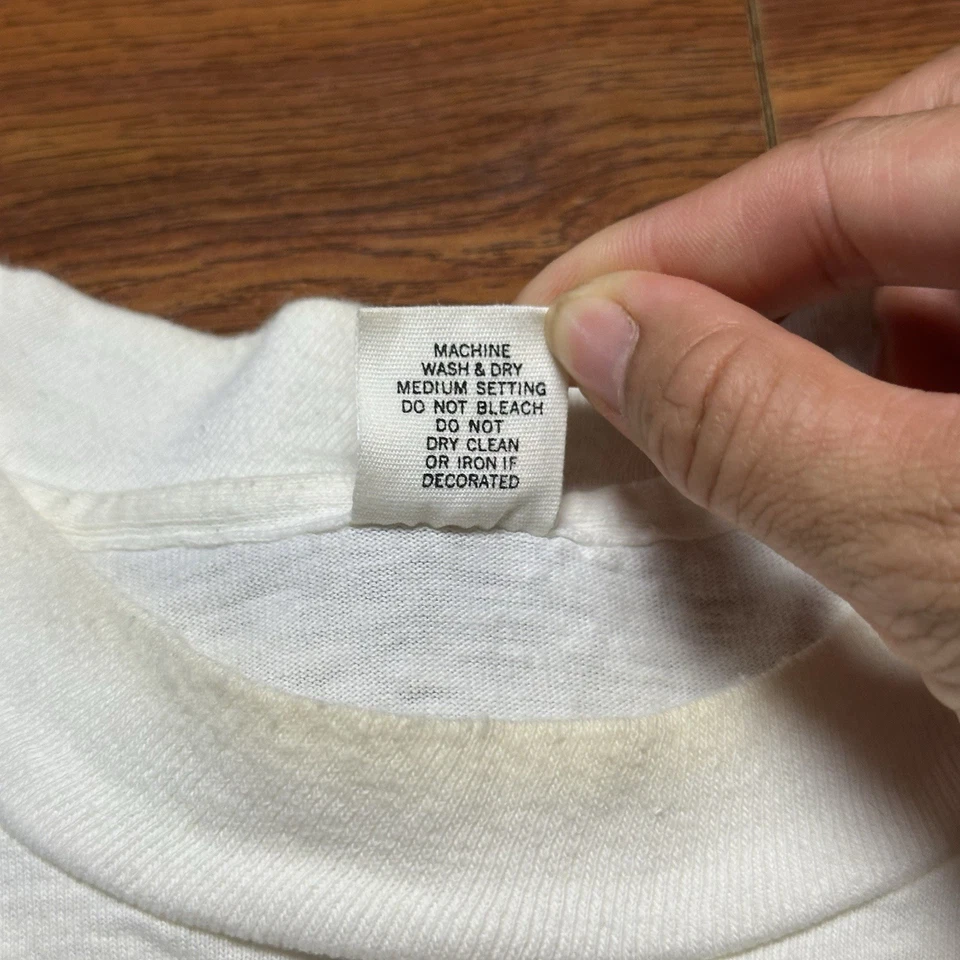 MACHINE
WASH & DRY
MEDIUM SETTING
DO NOT BLEACH
DO NOT
DRY CLEAN
OR IRON IF
DECORATED